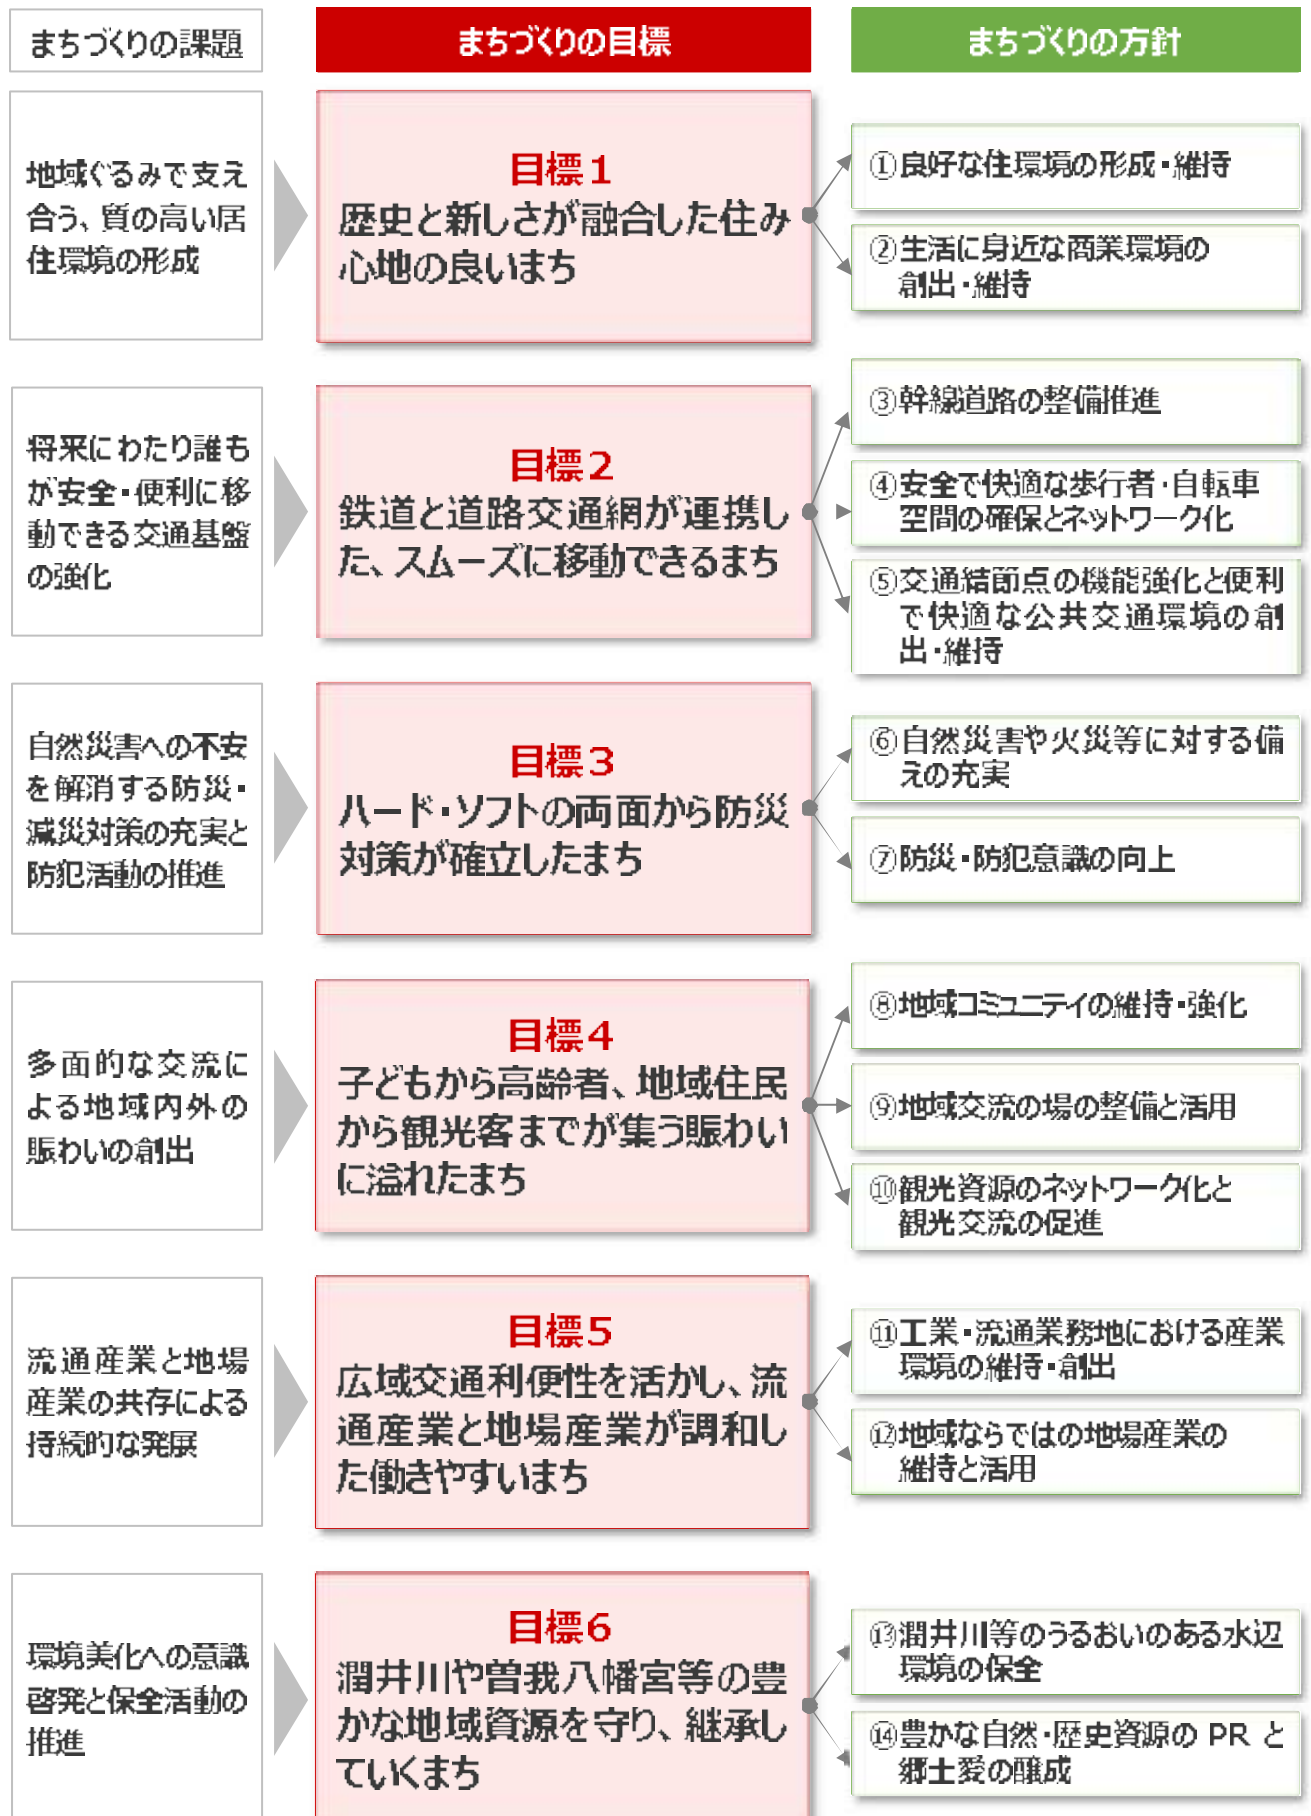 まちづくりの課題
まちづくりの目標
まちづくりの方針
地域ぐるみで支え
合う、質の高い居
住環境の形成
目標1
歴史と新しさが融合した住み
心地の良いまち
①良好な住環境の形成・維持
②生活に身近な商業環境の
創出・維持
将来にわたり誰も
が安全・便利に移
動できる交通基盤
の強化
目標2
鉄道と道路交通網が連携し
た、スムーズに移動できるまち
③幹線道路の整備推進
④安全で快適な歩行者・自転車
空間の確保とネットワーク化
⑤交通結節点の機能強化と便利
で快適な公共交通環境の創
出・維持
自然災害への不安
を解消する防災・
減災対策の充実と
防犯活動の推進
目標3
ハード・ソフトの両面から防災
対策が確立したまち
⑥自然災害や火災等に対する備
えの充実
⑦防災・防犯意識の向上
多面的な交流に
よる地域内外の
賑わいの創出
目標4
子どもから高齢者、地域住民
から観光客までが集う賑わい
に溢れたまち
⑧地域コミュニティの維持・強化
⑨地域交流の場の整備と活用
⑩観光資源のネットワーク化と
観光交流の促進
流通産業と地場
産業の共存による
持続的な発展
目標5
広域交通利便性を活かし、流
通産業と地場産業が調和し
た働きやすいまち
⑪工業・流通業務地における産業
環境の維持・創出
⑫地域ならではの地場産業の
維持と活用
環境美化への意識
啓発と保全活動の
推進
目標6
潤井川や曽我八幡宮等の豊
かな地域資源を守り、継承し
ていくまち
⑬潤井川等のうるおいのある水辺
環境の保全
⑭豊かな自然・歴史資源の PR と
郷土愛の醸成